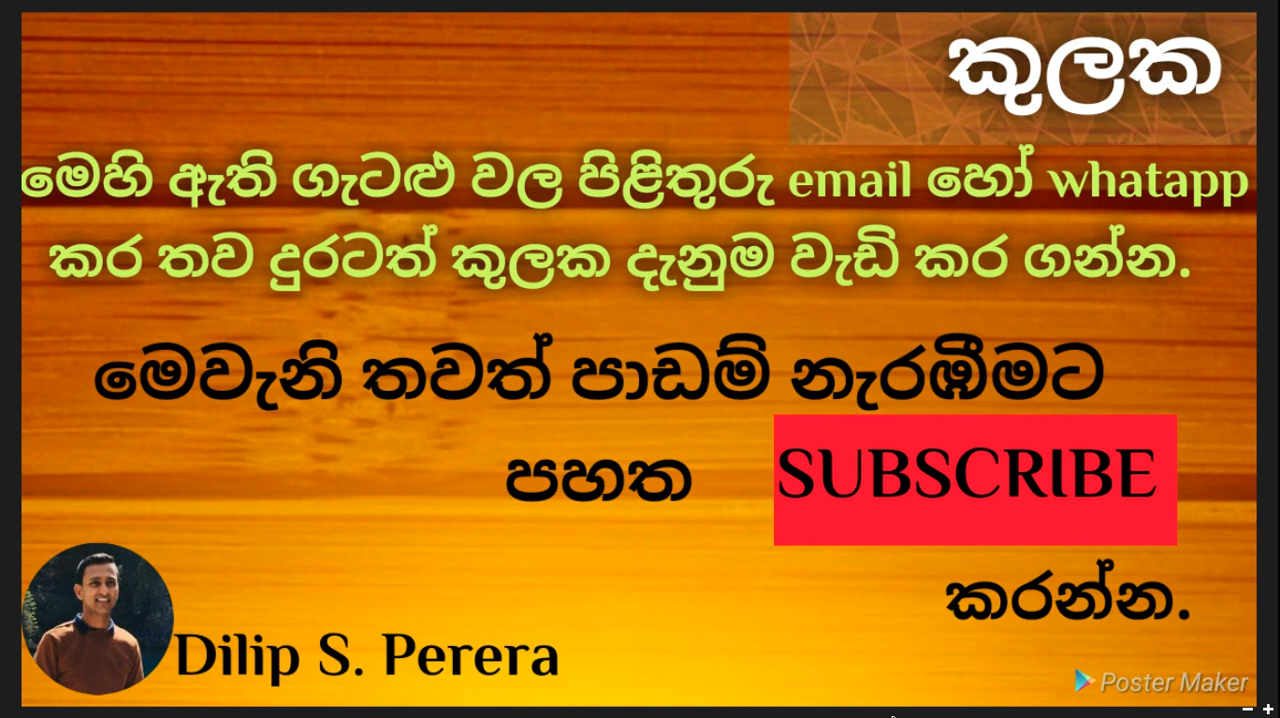 කුලක
මෙහි ඇති ගැටළු වල පිළිතුරු email හෝ whatapp
කර තව දුරටත් කුලක දැනුම වැඩි කර ගන්න.
මෙවැනි තවත් පාඩම් නැරඹීමට
පහත SUBSCRIBE
කරන්න.
Dilip S. Perera
Poster Maker